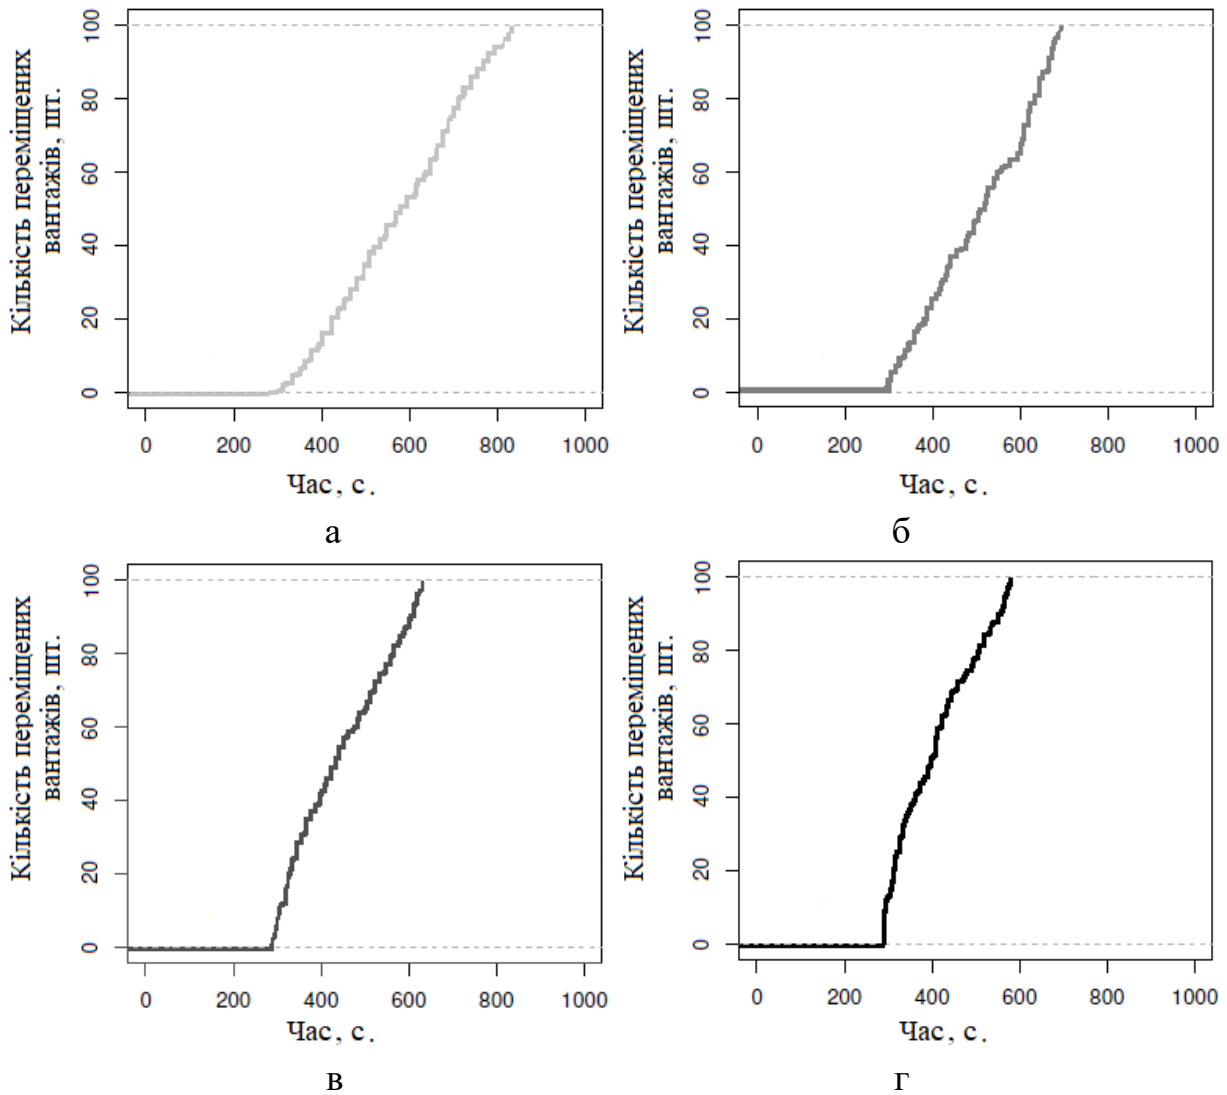 Кількість переміщених
вантажів, шт.
100
80
60
40
20
0
0 200 400 600 800 1000
Час, с.
а
Кількість переміщених
вантажів, шт.
100
80
60
40
20
0
0 200 400 600 800 1000
Час, с.
б
Кількість переміщених
вантажів, шт.
100
80
60
40
20
0
0 200 400 600 800 1000
Час, с.
в
Кількість переміщених
вантажів, шт.
100
80
60
40
20
0
0 200 400 600 800 1000
Час, с.
г